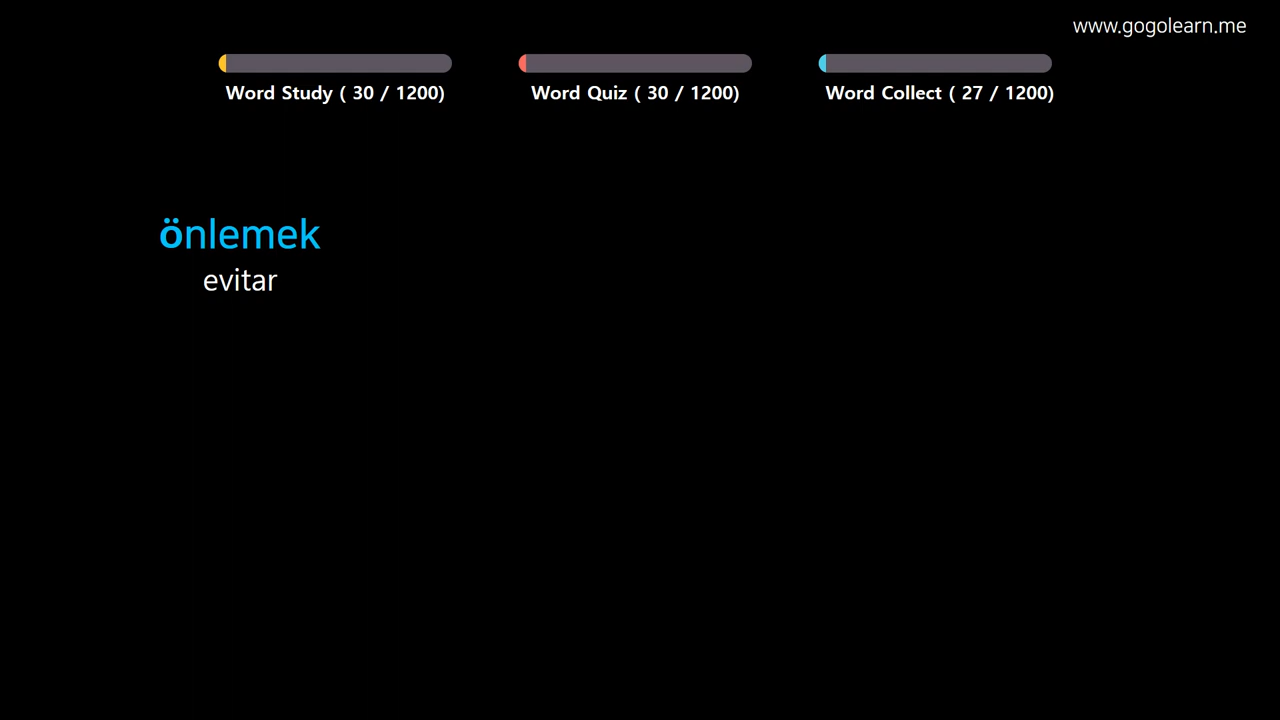 www.gogolearn.me
Word Study ( 30 / 1200)
Word Quiz ( 30 / 1200)
Word Collect ( 27 / 1200)
önlemek
evitar